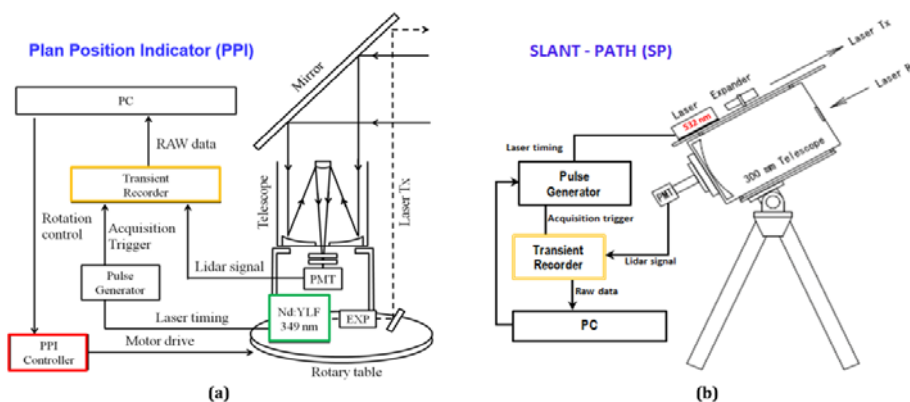 Plan Position Indicator (PPI)
PC
RAW data
Transient
Recorder
Rotation
control
Acquisition
Trigger
Lidar signal
Pulse
Generator
Laser timing
PPI
Controller
Motor drive
Mirror
Telescope
PMT
Laser Tx
Nd:YLF
349 nm
EXP
Rotary table
(a)
SLANT - PATH (SP)
Laser Tx
Laser R
Expander
Laser
532 nm
300 mm Telescope
PMT
Laser timing
Pulse
Generator
Acquisition trigger
Transient
Recorder
Lidar signal
Raw data
PC
(b)